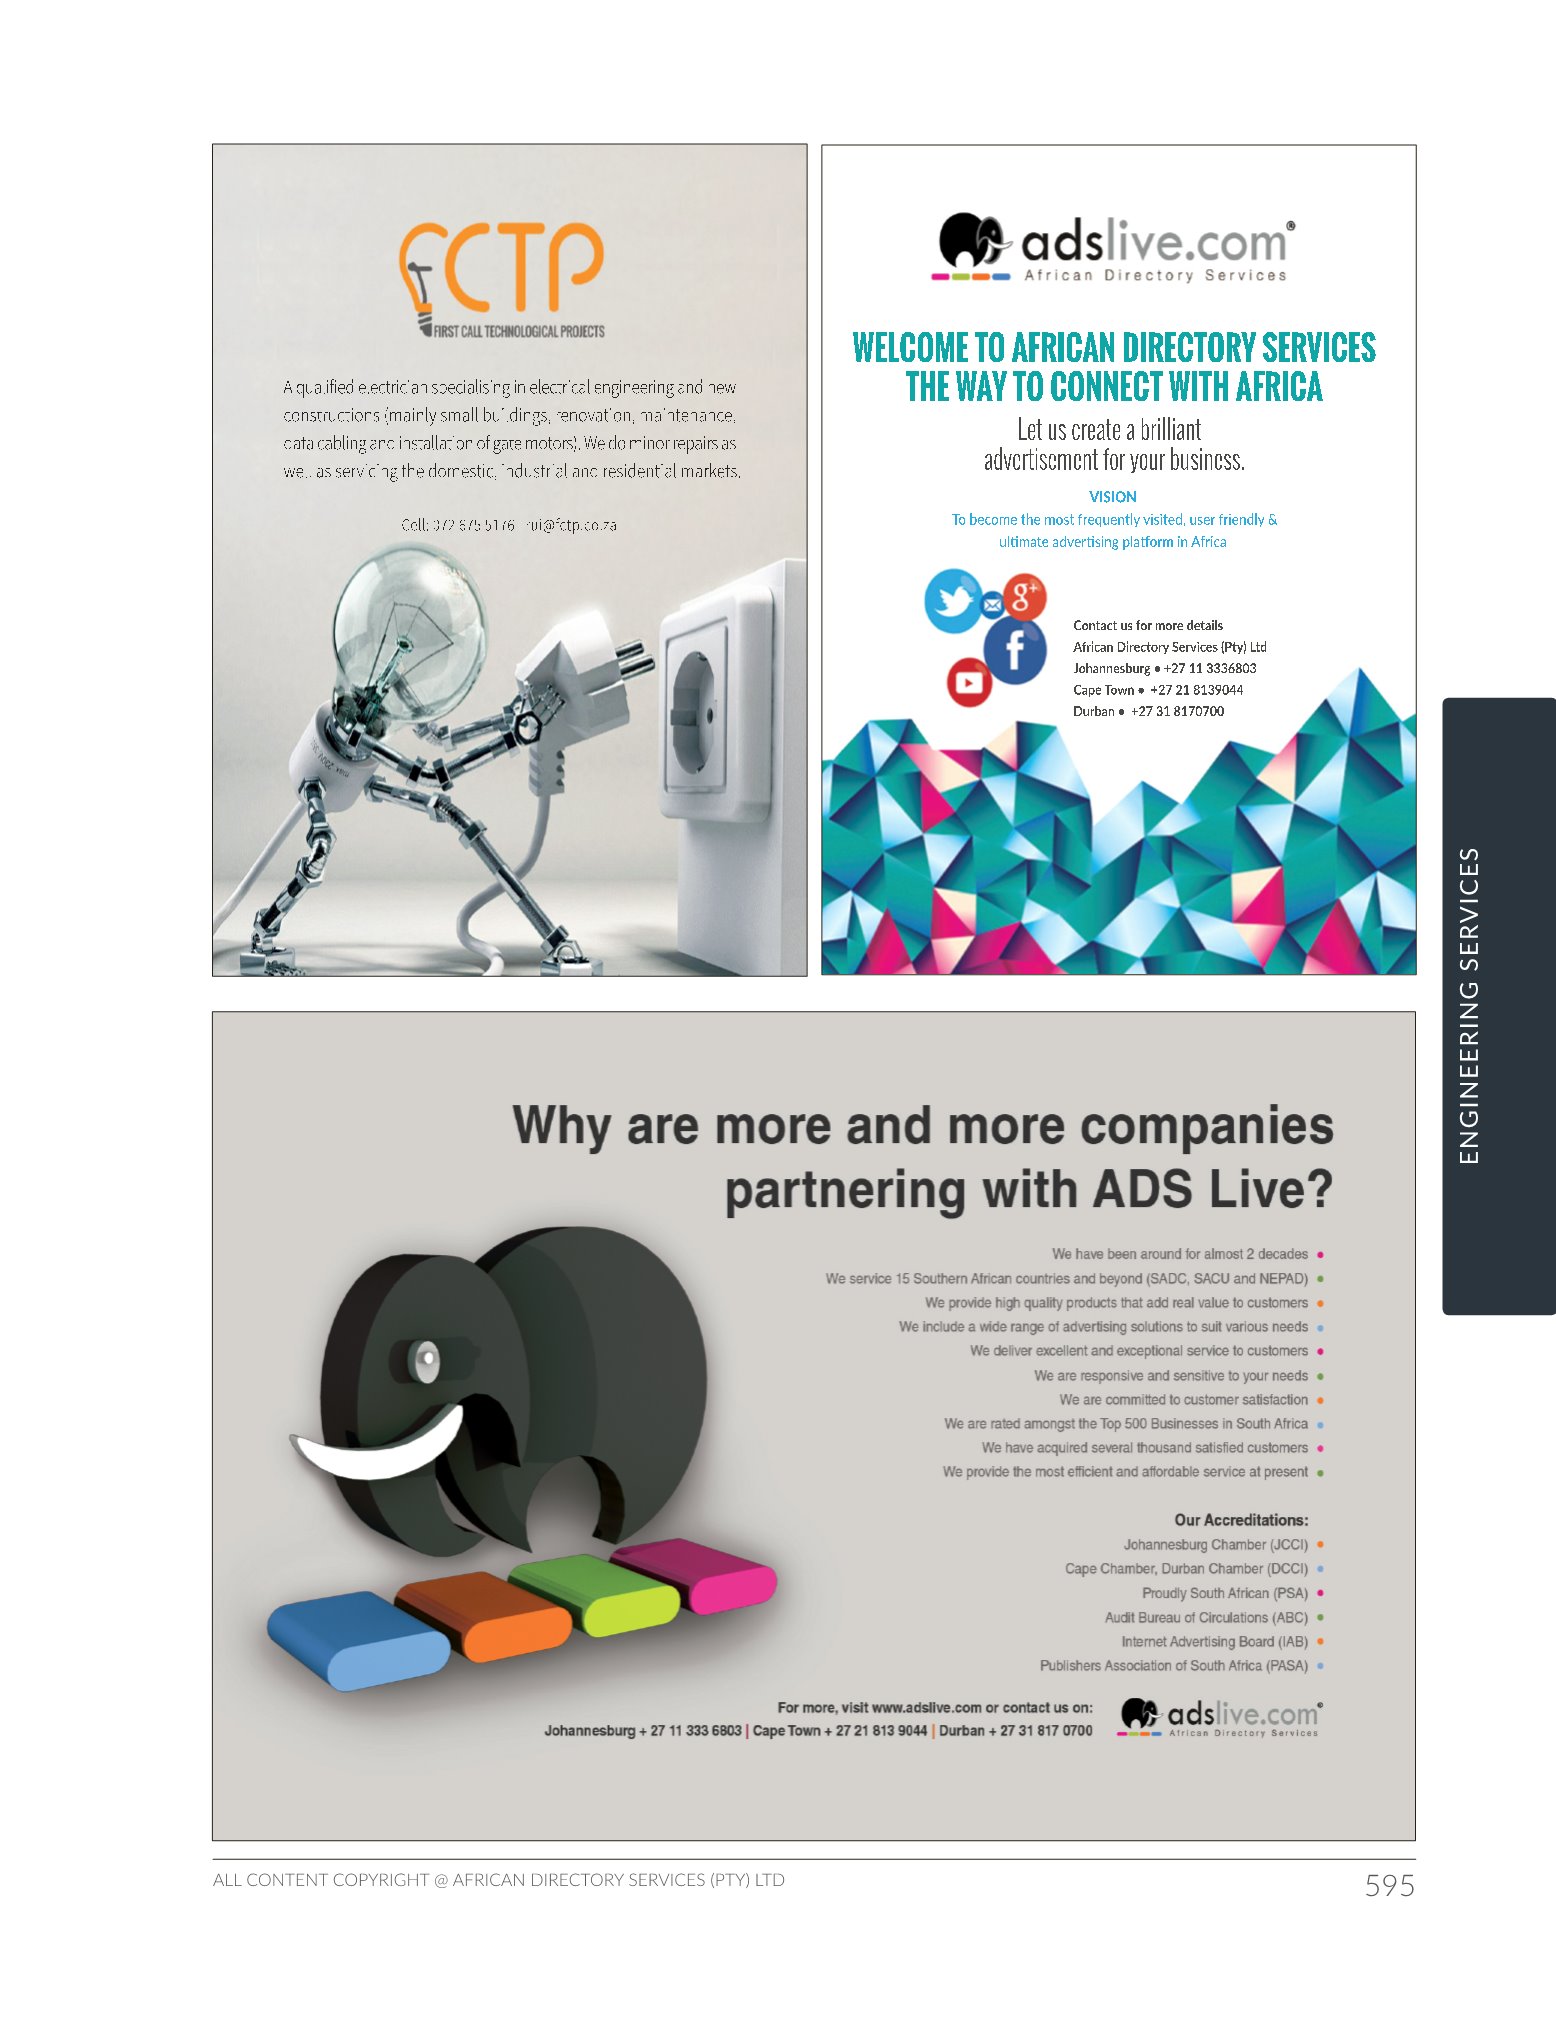 FCTP
FIRST CALL TECHNOLOGICAL PROJECTS
A qualified electrician specialising in electrical engineering and new
constructions (mainly small buildings, renovation, maintenance,
data cabling and installation of gate motors). We do minor repairs as
well as servicing the domestic, industrial and residential markets.
Cell: 072 675 5176 rui@fctp.co.za
adslive.com®
African Directory Services
WELCOME TO AFRICAN DIRECTORY SERVICES
THE WAY TO CONNECT WITH AFRICA
Let us create a brilliant
advertisement for your business.
VISION
To become the most frequently visited, user friendly &
ultimate advertising platform in Africa
g+
f
Contact us for more details
African Directory Services (Pty) Ltd
Johannesburg • +27 11 3336803
Cape Town • +27 21 8139044
Durban • +27 31 8170700
ENGINEERING SERVICES
Why are more and more companies
partnering with ADS Live?
We have been around for almost 2 decades •
We service 15 Southern African countries and beyond (SADC, SACU and NEPAD) •
We provide high quality products that add real value to customers •
We include a wide range of advertising solutions to suit various needs •
We deliver excellent and exceptional service to customers •
We are responsive and sensitive to your needs •
We are committed to customer satisfaction •
We are rated amongst the Top 500 Businesses in South Africa •
We have acquired several thousand satisfied customers •
We provide the most efficient and affordable service at present •
Our Accreditations:
Johannesburg Chamber (JCCI) •
Cape Chamber, Durban Chamber (DCCI) •
Proudly South African (PSA) •
Audit Bureau of Circulations (ABC) •
Internet Advertising Board (IAB) •
Publishers Association of South Africa (PASA) •
For more, visit www.adslive.com or contact us on:
Johannesburg + 27 11 333 6803 | Cape Town + 27 21 813 9044 | Durban + 27 31 817 0700
adslive.com®
African Directory Services
ALL CONTENT COPYRIGHT @ AFRICAN DIRECTORY SERVICES (PTY) LTD
595